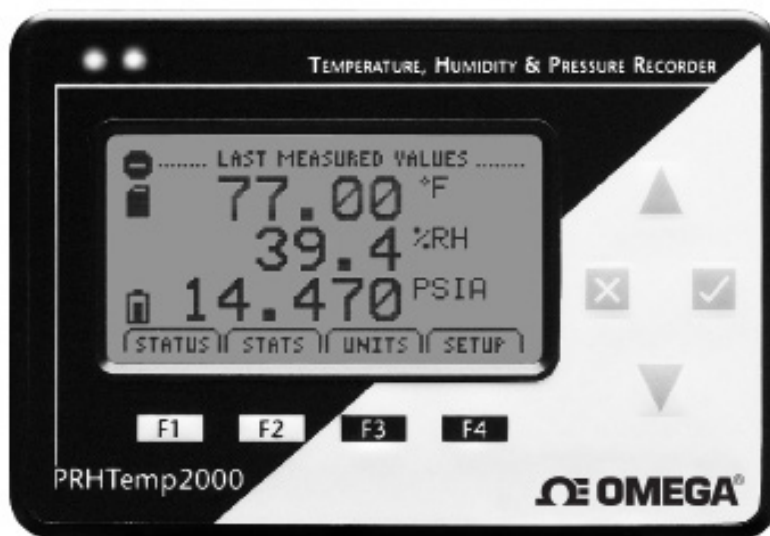 TEMPERATURE, HUMIDITY & PRESSURE RECORDER
........ LAST MEASURED VALUES ........
77.00 °F
39.4 %RH
14.470 PSIA
STATUS STATS UNITS SETUP
F1 F2 F3 F4
PRHTemp2000
OMEGA®